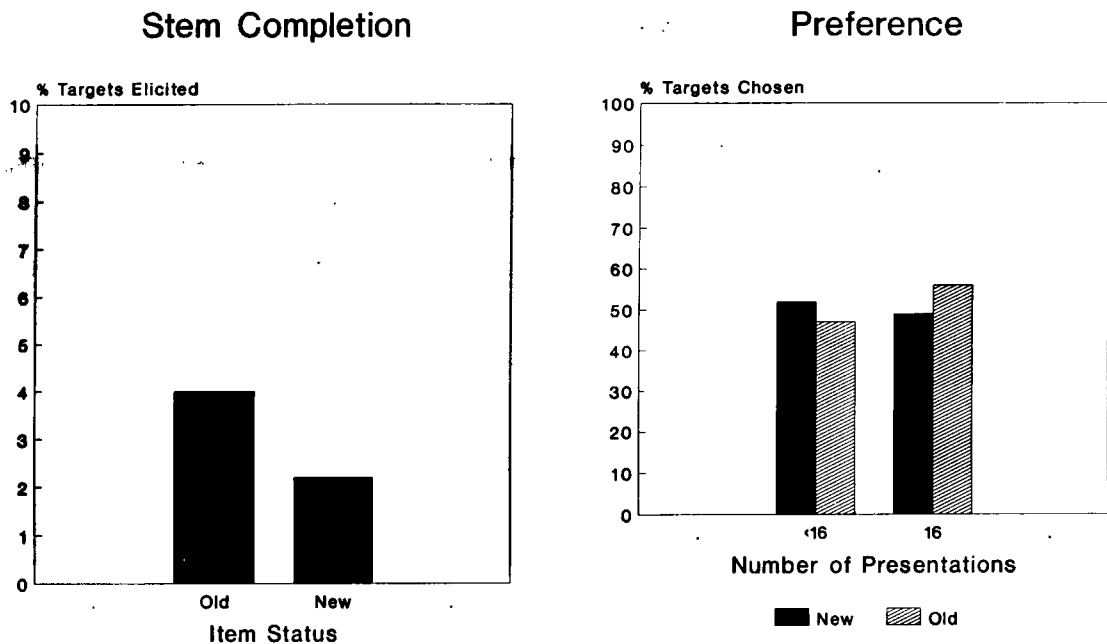 Stem Completion
% Targets Elicited
10
9
8
7
6
5
4
3
2
1
0
Old New
Item Status
Preference
% Targets Chosen
100
90
80
70
60
50
40
30
20
10
0
<16 16
Number of Presentations
New Old